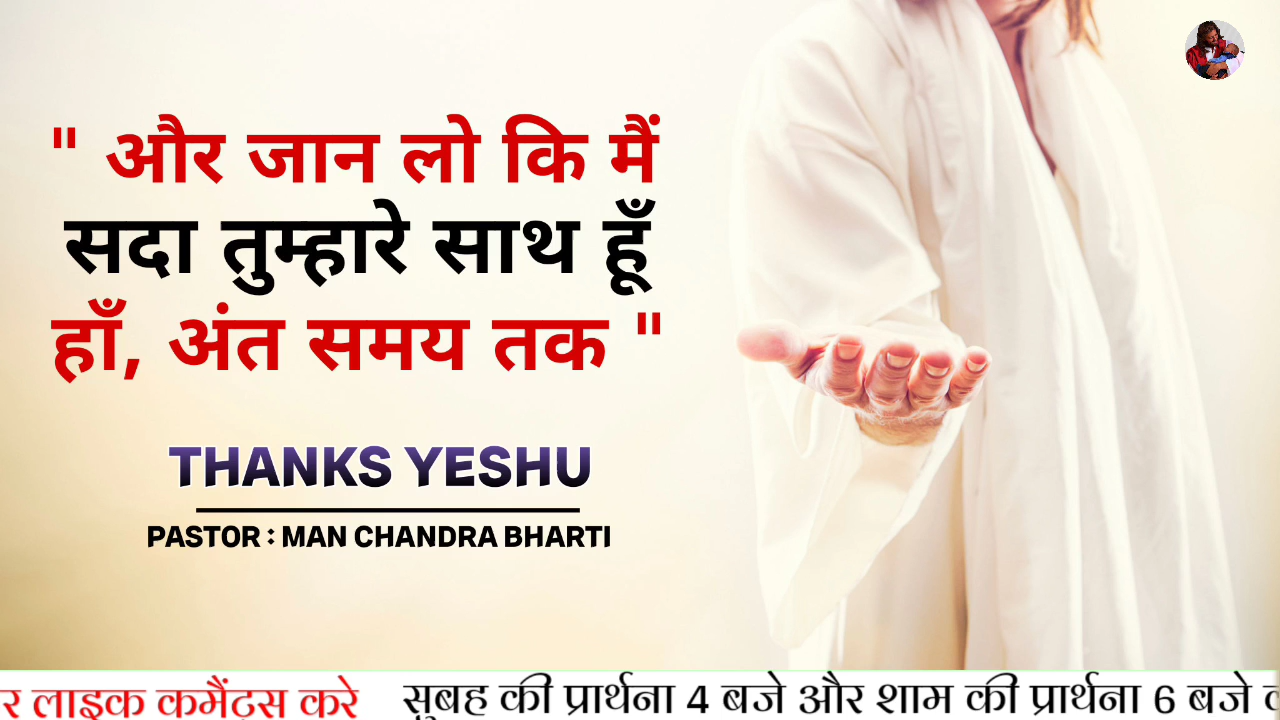 " और जान लो कि मैं
सदा तुम्हारे साथ हूँ
हाँ, अंत समय तक "
THANKS YESHU
PASTOR : MAN CHANDRA BHARTI
र लाइक कमैंट्स करे सुबह की प्रार्थना 4 बजे और शाम की प्रार्थना 6 बजे